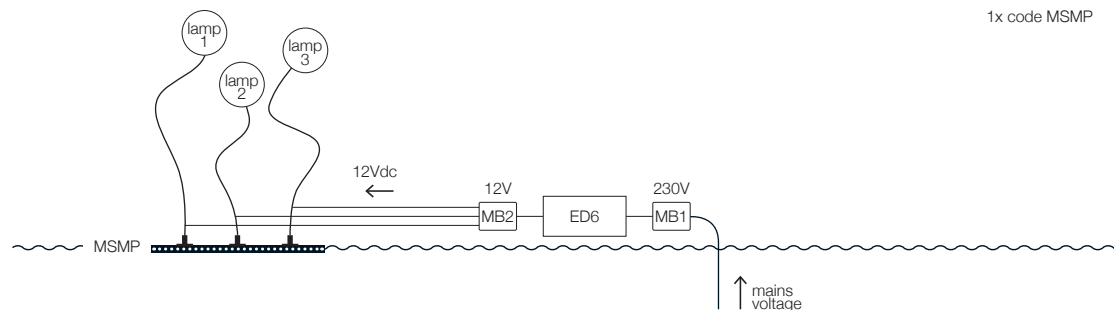 1x code MSMP
lamp
1
lamp
2
lamp
3
12Vdc
12V
230V
MB2
ED6
MB1
MSMP
mains
voltage